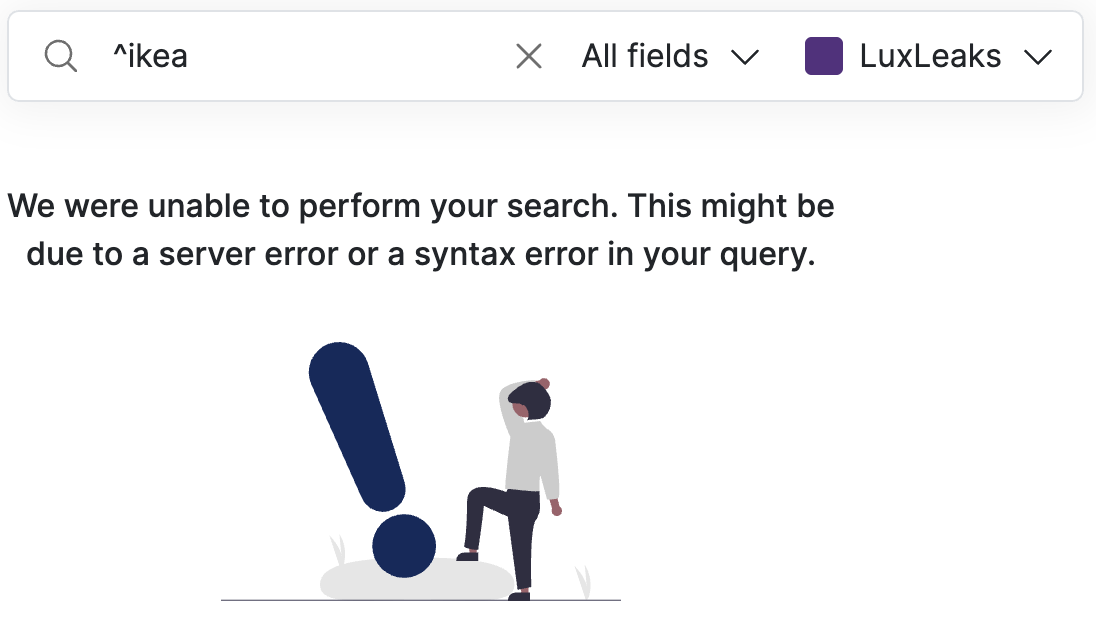 ^ikea All fields LuxLeaks
We were unable to perform your search. This might be
due to a server error or a syntax error in your query.